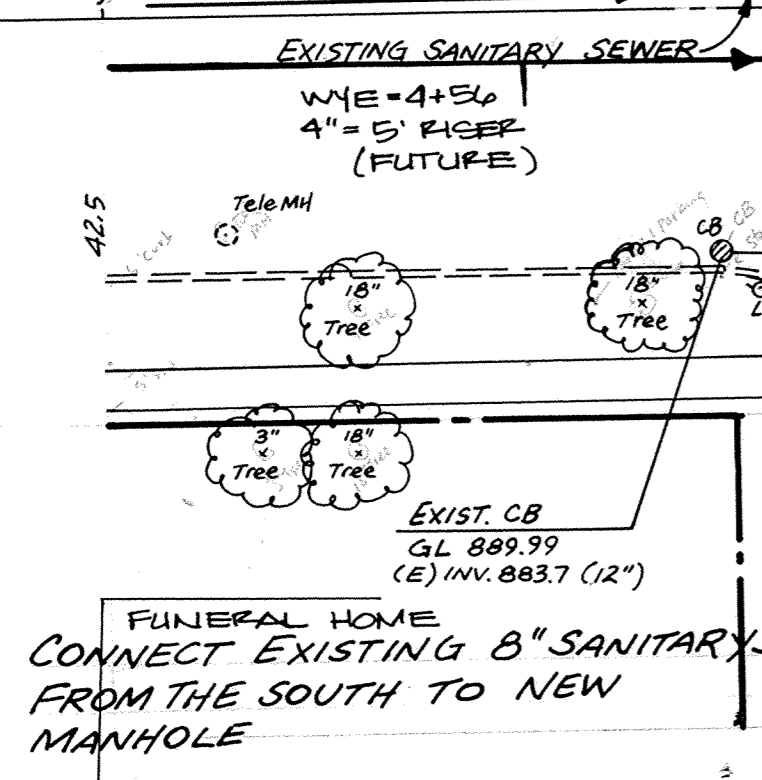 EXISTING SANITARY SEWER
WYE = 4+56
4" = 5' RISER
(FUTURE)
42.5
Tele MH
CB
CB
Parking
18"
Tree
18"
Tree
3"
Tree
18"
Tree
EXIST. CB
GL 889.99
(E) INV. 883.7 (12")
FUNERAL HOME
CONNECT EXISTING 8" SANITARY
FROM THE SOUTH TO NEW
MANHOLE